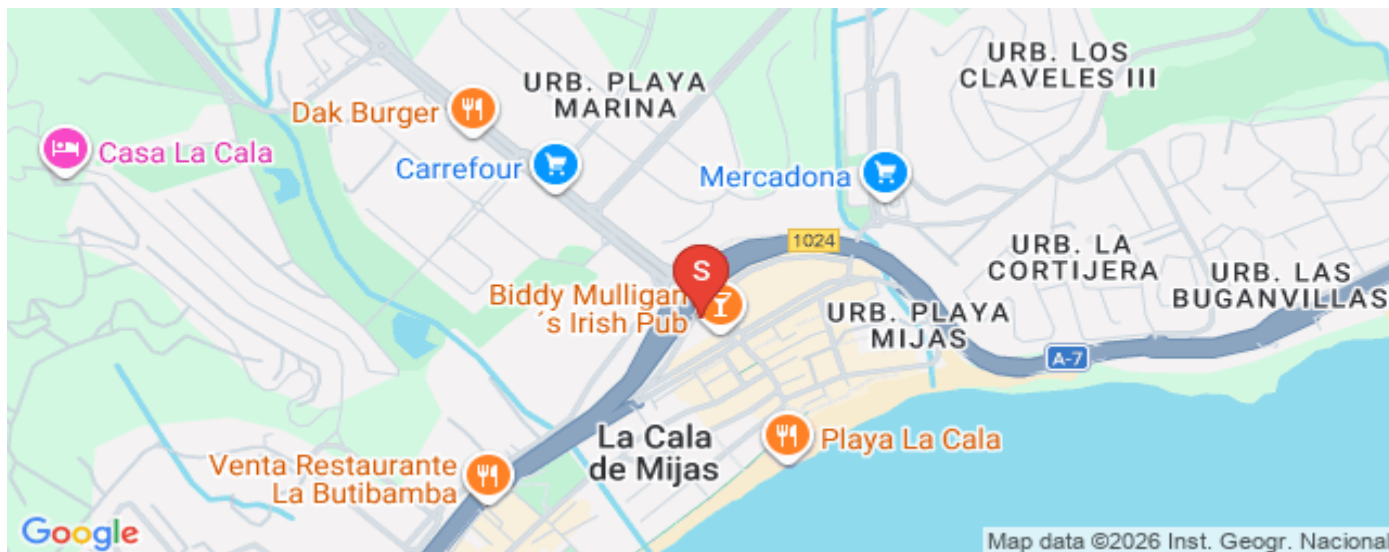 URB. LOS
CLAVELES III
URB. PLAYA
MARINA
Dak Burger
Casa La Cala
Carrefour
Mercadona
1024
URB. LA
CORTIJERA
URB. LAS
BUGANVILLAS
S
Biddy Mulligan
´s Irish Pub
URB. PLAYA
MIJAS
A-7
La Cala
de Mijas
Playa La Cala
Venta Restaurante
La Butibamba
Google
Map data ©2026 Inst. Geogr. Nacional